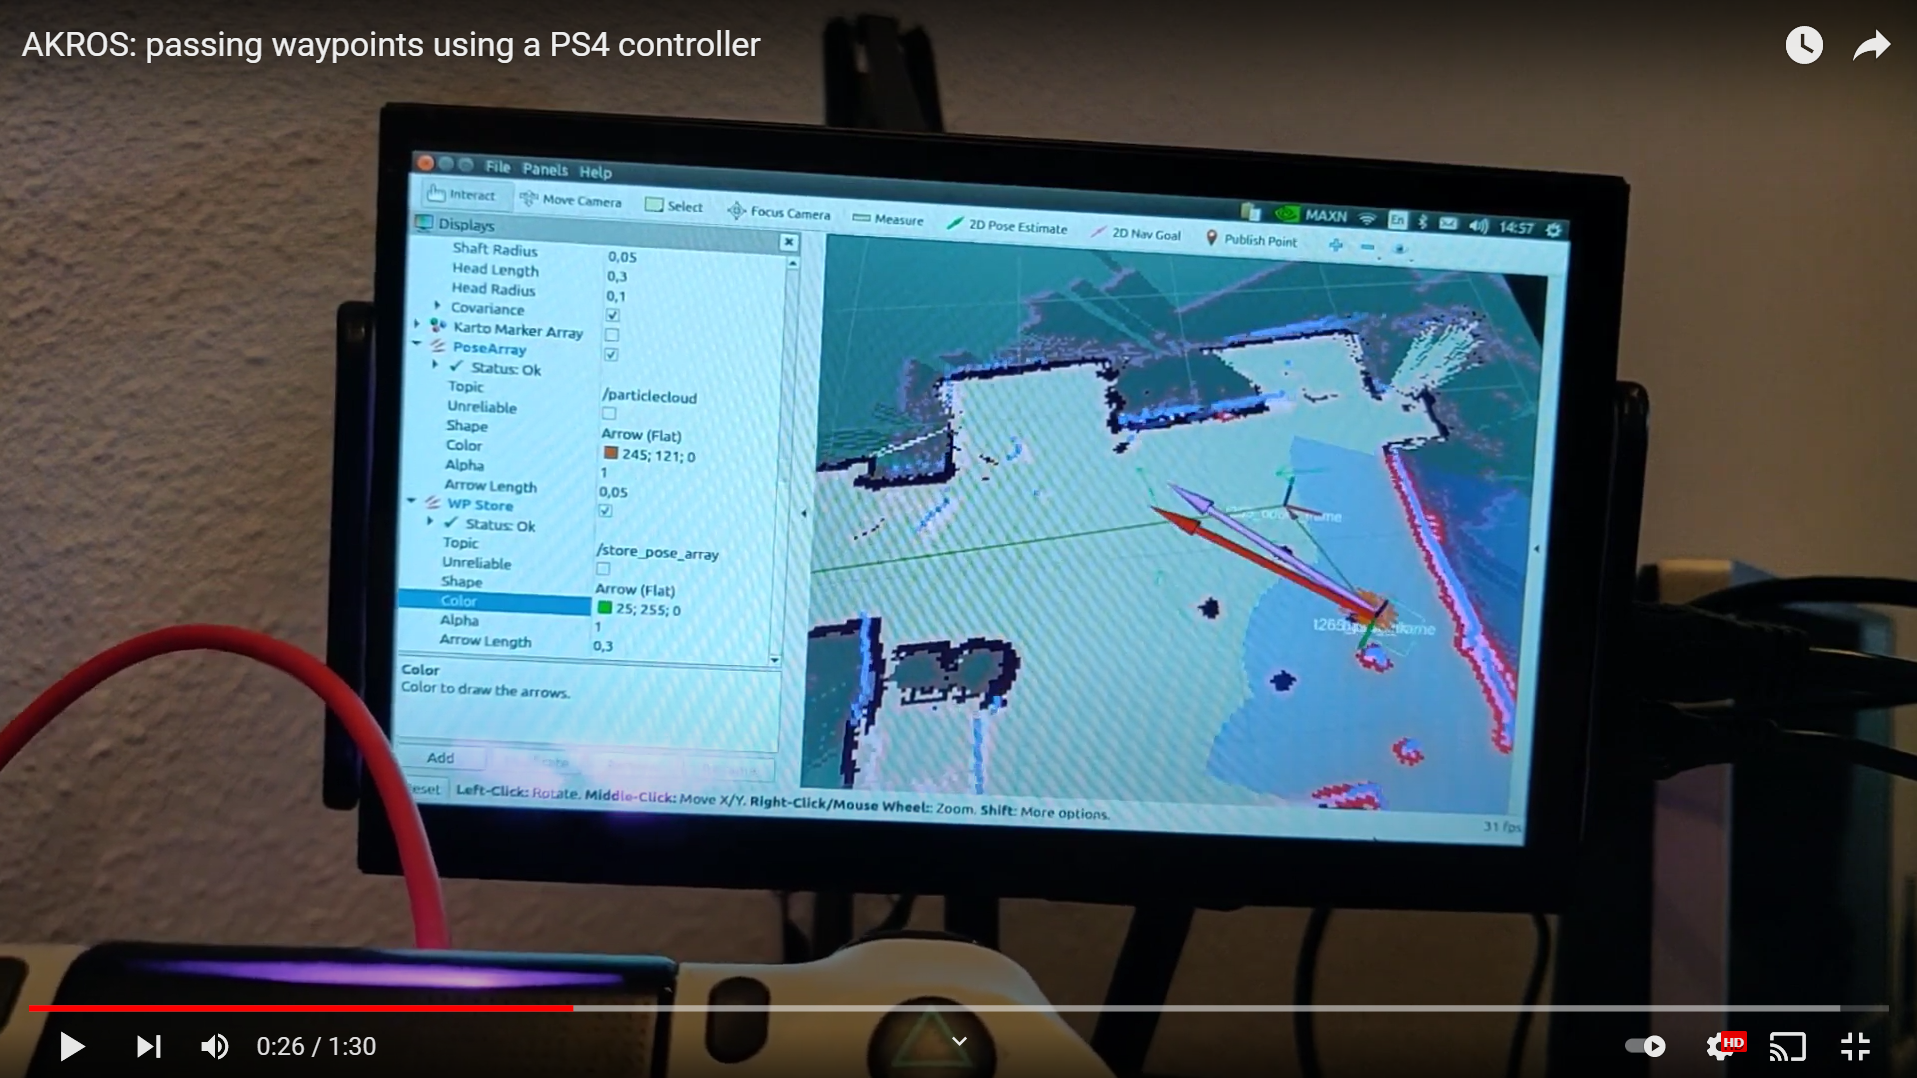 AKROS: passing waypoints using a PS4 controller
File Panels Help
Interact Move Camera Select Focus Camera Measure 2D Pose Estimate 2D Nav Goal Publish Point
MAXN En 14:57
Displays
Shaft Radius 0,05
Head Length 0,3
Head Radius 0,1
Covariance
Karto Marker Array
PoseArray
Status: Ok
Topic /particlecloud
Unreliable
Shape Arrow (Flat)
Color 245; 121; 0
Alpha 1
Arrow Length 0,05
WP Store
Status: Ok
Topic /store_pose_array
Unreliable
Shape Arrow (Flat)
Color 25; 255; 0
Alpha 1
Arrow Length 0,3
Color
Color to draw the arrows.
Add
Left-Click: Rotate. Middle-Click: Move X/Y. Right-Click/Mouse Wheel:: Zoom. Shift: More options.
31 fps
0:26 / 1:30
HD